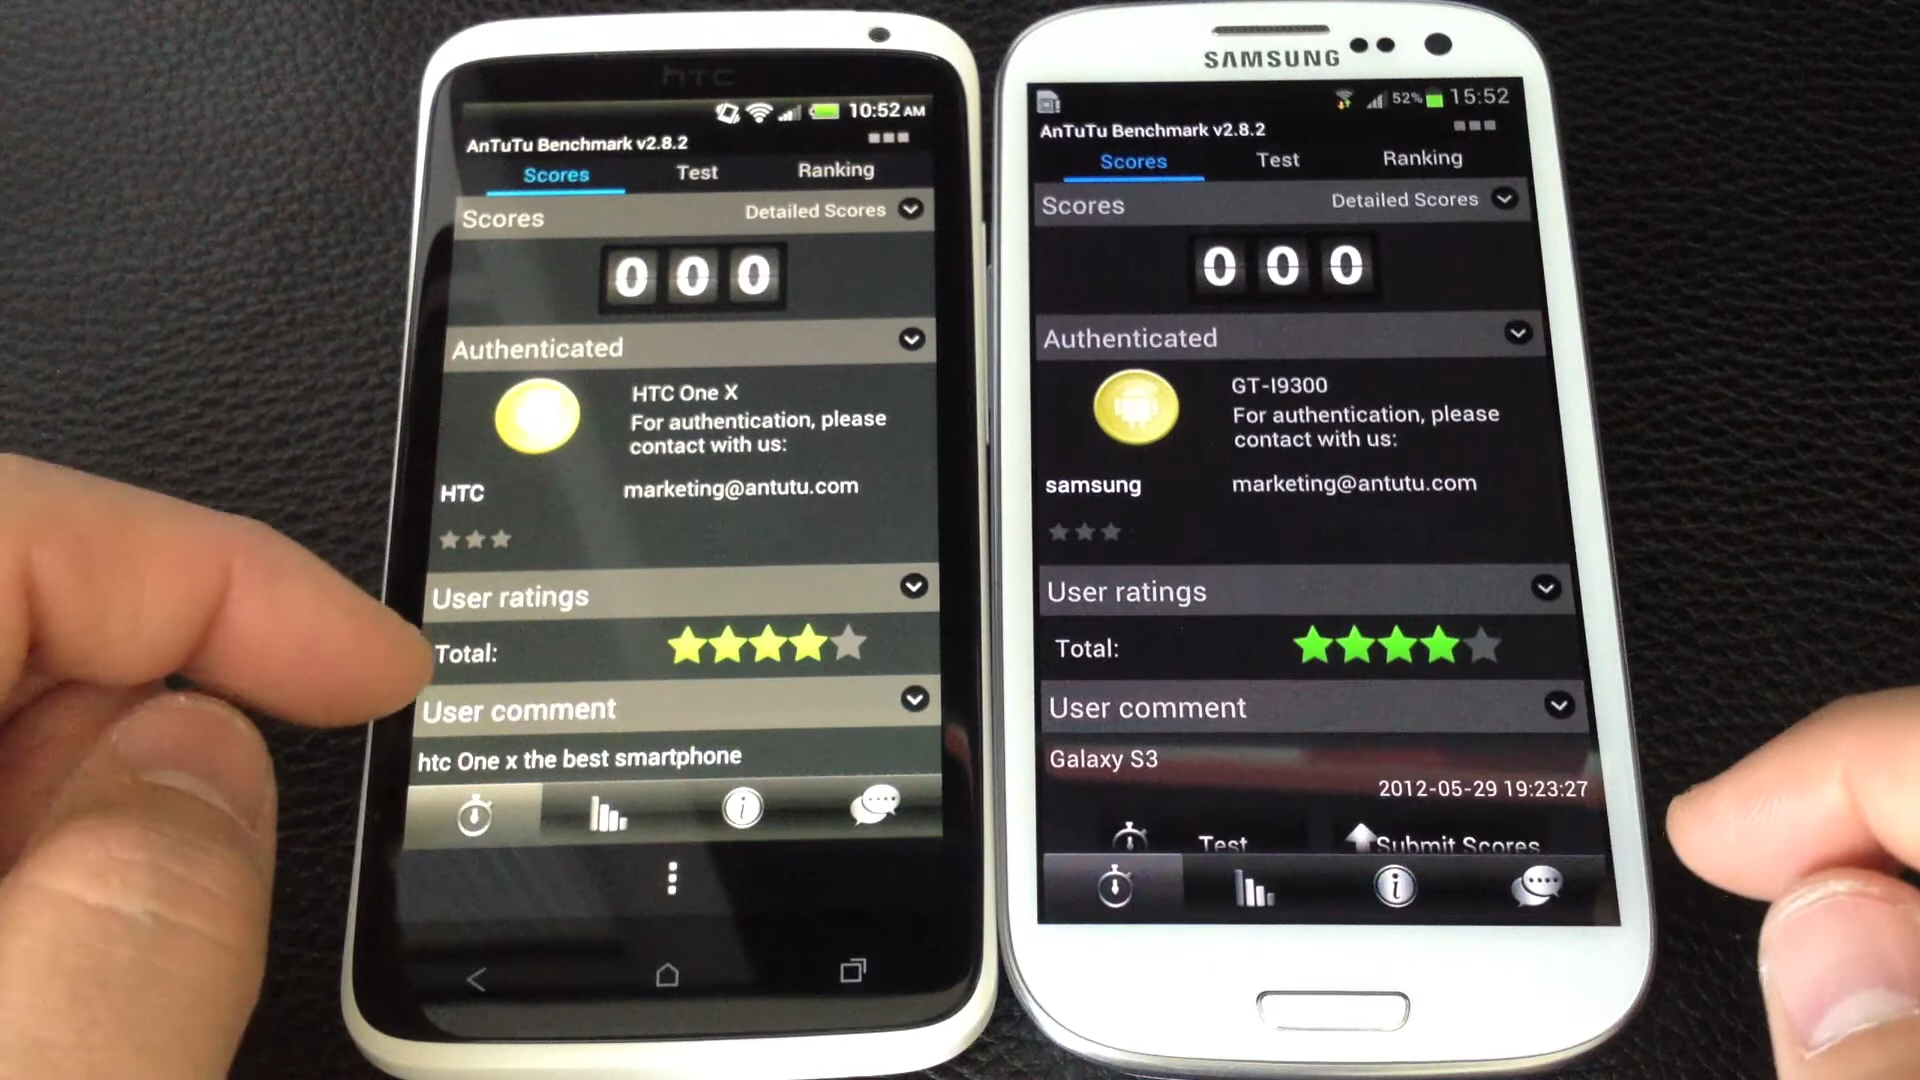 hTC
10:52 AM
AnTuTu Benchmark v2.8.2
Scores Test Ranking
Scores Detailed Scores
000
Authenticated
HTC One X
For authentication, please
contact with us:
HTC marketing@antutu.com
User ratings
Total:
User comment
htc One x the best smartphone
SAMSUNG
52% 15:52
AnTuTu Benchmark v2.8.2
Scores Test Ranking
Scores Detailed Scores
000
Authenticated
GT-I9300
For authentication, please
contact with us:
samsung marketing@antutu.com
User ratings
Total:
User comment
Galaxy S3
2012-05-29 19:23:27
Test Submit Scores